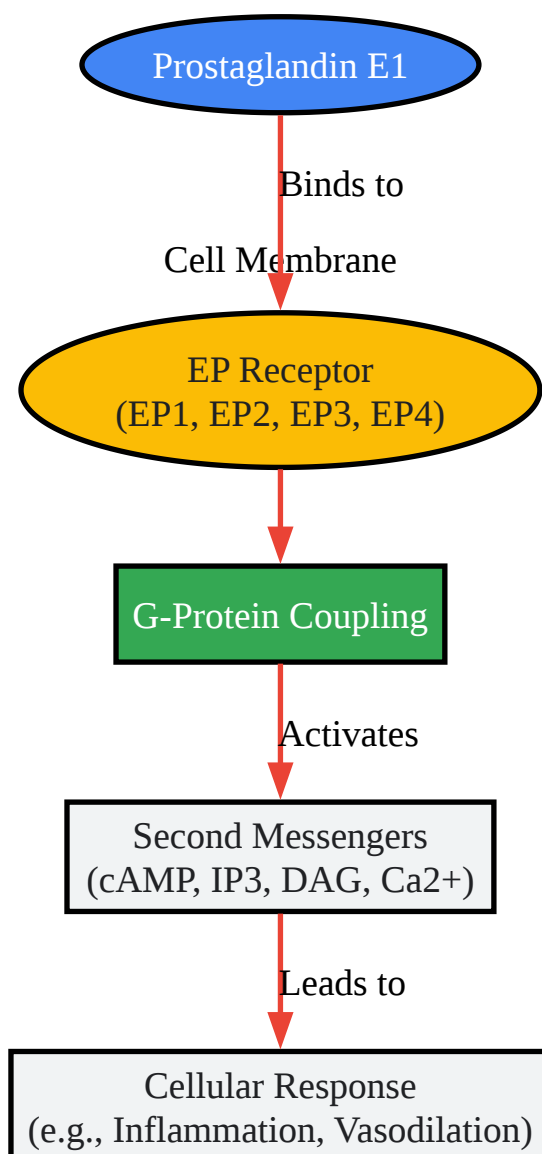 Prostaglandin E1
Binds to
Cell Membrane
EP Receptor
(EP1, EP2, EP3, EP4)
G-Protein Coupling
Activates
Second Messengers
(cAMP, IP3, DAG, Ca2+)
Leads to
Cellular Response
(e.g., Inflammation, Vasodilation)